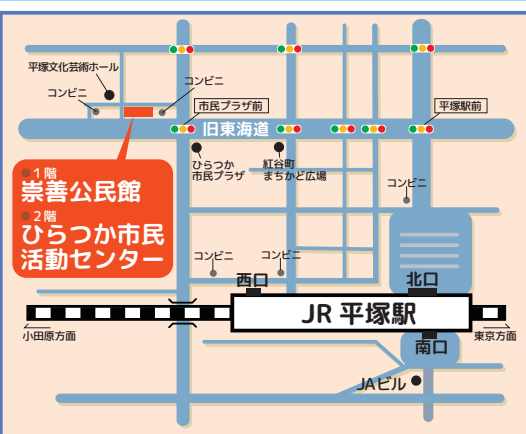 平塚文化芸術ホール
コンビニ
コンビニ
市民プラザ前
平塚駅前
旧東海道
ひらつか
市民プラザ
紅谷町
まちかど広場
●1階
崇善公民館
●2階
ひらつか市民
活動センター
コンビニ
コンビニ
コンビニ
西口
北口
JR 平塚駅
小田原方面
東京方面
南口
JAビル